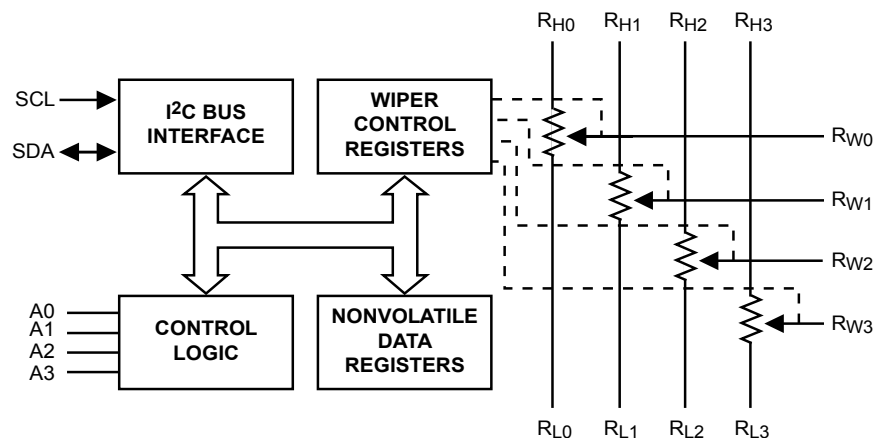 RH0 RH1 RH2 RH3
SCL
SDA
I2C BUS
INTERFACE
WIPER
CONTROL
REGISTERS
RW0
RW1
RW2
RW3
A0
A1
A2
A3
CONTROL
LOGIC
NONVOLATILE
DATA
REGISTERS
RL0 RL1 RL2 RL3